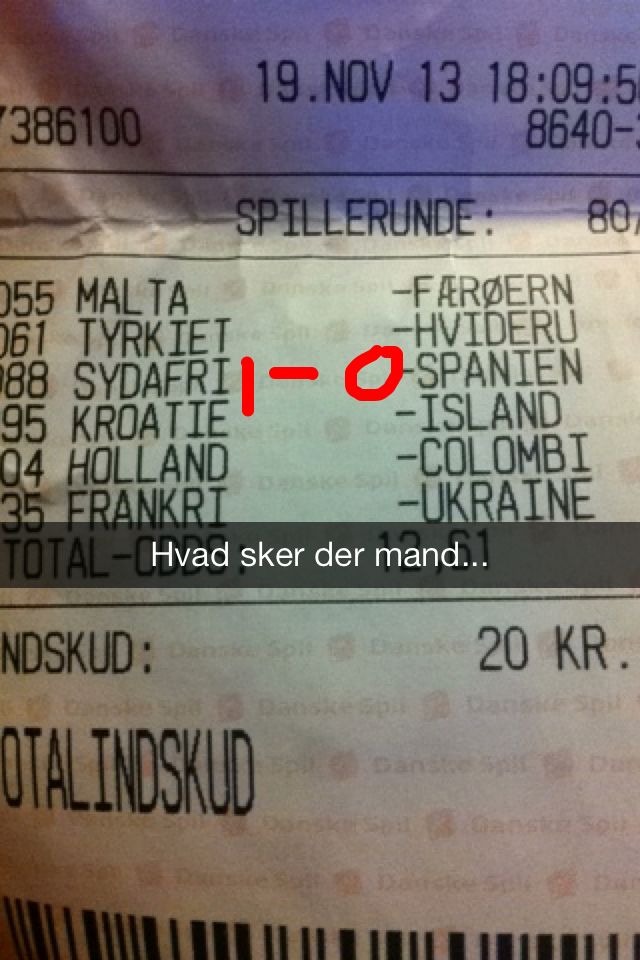 19.NOV 13 18:09:5
7386100 8640-
SPILLERUNDE: 80/
055 MALTA -FÆRØERN
061 TYRKIET -HVIDERU
088 SYDAFRI 1-0 -SPANIEN
95 KROATIE -ISLAND
04 HOLLAND -COLOMBI
35 FRANKRI -UKRAINE
TOTAL-ODDS: 12,61
Hvad sker der mand...
NDSKUD: 20 KR.
OTALINDSKUD